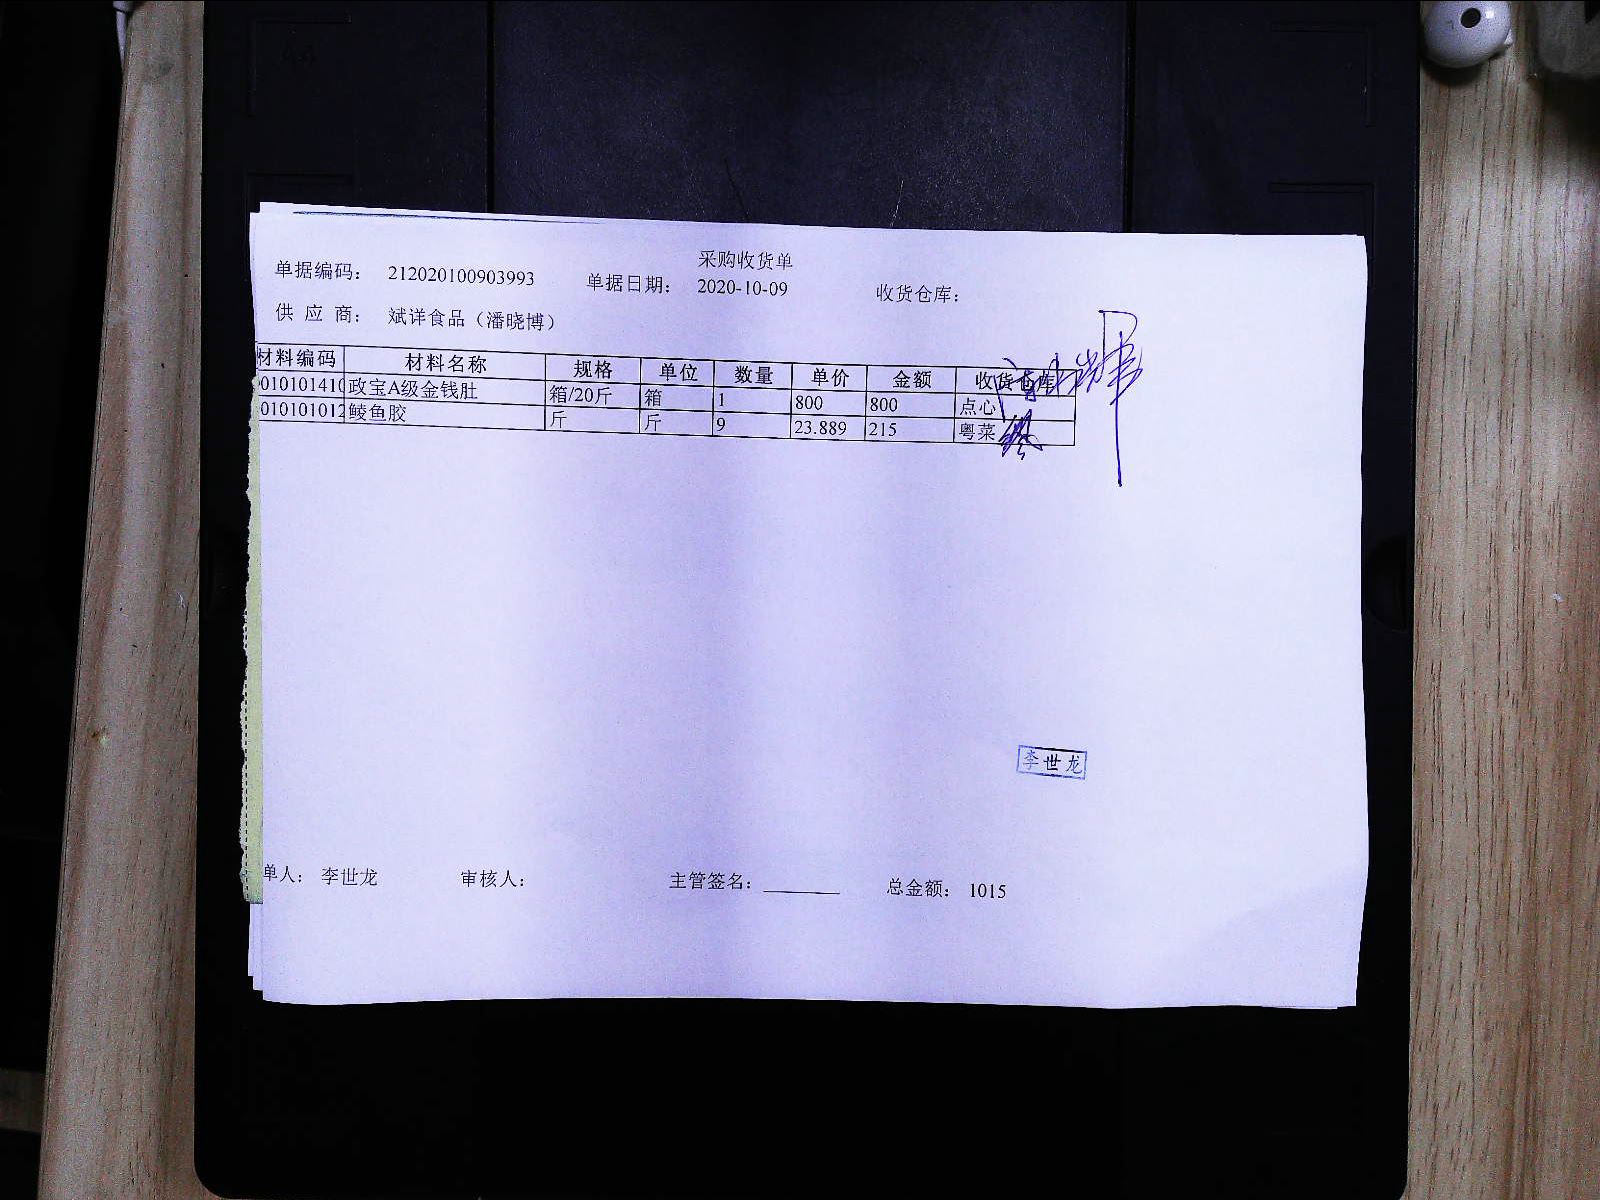 采购收货单
单据编码： 212020100903993 单据日期： 2020-10-09 收货仓库：
供 应 商： 斌洋食品（潘晓博）
材料编码 材料名称 规格 单位 数量 单价 金额 收货仓库
010101410 政宝A级金钱肚 箱/20斤 箱 1 800 800 点心
010101012 鲮鱼胶 斤 斤 9 23.889 215 粤菜
李世龙
单人： 李世龙 审核人： 主管签名： 总金额： 1015